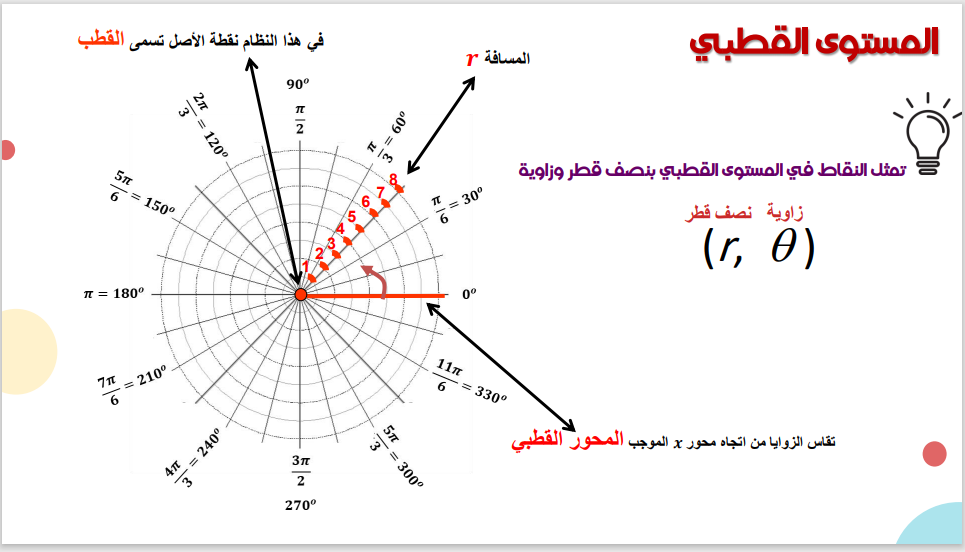 المستوى القطبي
في هذا النظام نقطة الأصل تسمى القطب
المسافة r
تمثل النقاط في المستوى القطبي بنصف قطر وزاوية
زاوية نصف قطر
(r, θ)
90°
π/2
2π/3 = 120°
π/3 = 60°
5π/6 = 150°
π/6 = 30°
8
7
6
5
4
3
2
1
π = 180°
0°
7π/6 = 210°
11π/6 = 330°
4π/3 = 240°
5π/3 = 300°
3π/2
270°
تقاس الزوايا من اتجاه محور x الموجب المحور القطبي